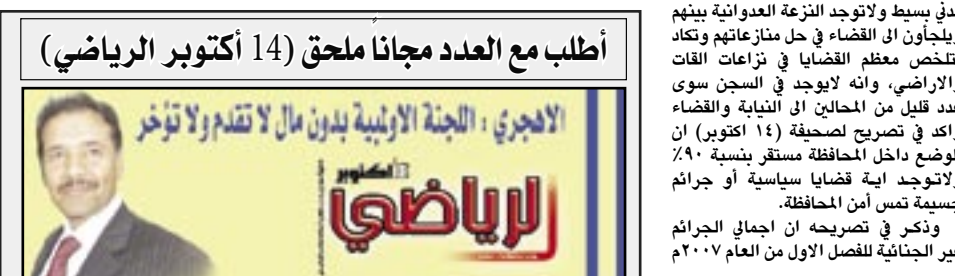 دني بسيط ولاتوجد النزعة العدوانية بينهم
ويلجأون الى القضاء في حل منازعاتهم وتكاد
تتلخص معظم القضايا في نزاعات القات
والاراضي، وانه لايوجد في السجن سوى
عدد قليل من المحالين الى النيابة والقضاء
واكد في تصريح لصحيفة (١٤ اكتوبر) ان
الوضع داخل المحافظة مستقر بنسبة ٩٠٪
ولاتوجد اية قضايا سياسية أو جرائم
جسيمة تمس أمن المحافظة.
وذكر في تصريحه ان اجمالي الجرائم
غير الجنائية للفصل الاول من العام ٢٠٠٧م
أطلب مع العدد مجاناً ملحق (14 أكتوبر الرياضي)
الاهجري : اللجنة الاولمبية بدون مال لا تقدم ولا تؤخر
اكتوبر
الرياضي